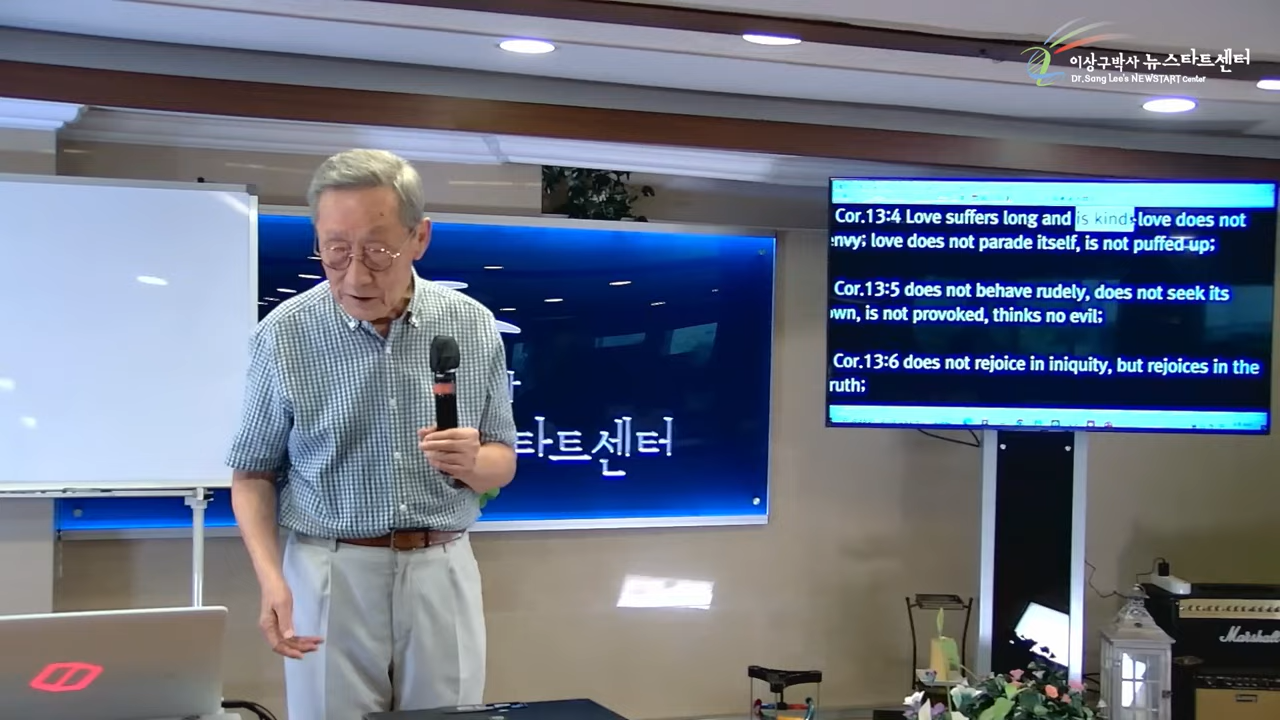 이상구박사 뉴스타트센터
Dr. Sang Lee's NEWSTART Center
Cor.13:4 Love suffers long and is kind; love does not
envy; love does not parade itself, is not puffed up;
Cor.13:5 does not behave rudely, does not seek its
own, is not provoked, thinks no evil;
Cor.13:6 does not rejoice in iniquity, but rejoices in the
ruth;
타트센터
Marshall